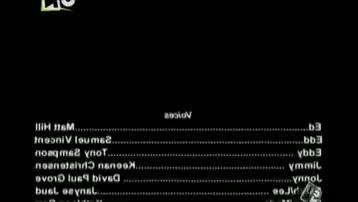 Voices
Ed..........Matt Hill
Edd..........Samuel Vincent
Eddy..........Tony Sampson
Jimmy..........Keenan Christensen
Jonny..........David Paul Grove
/Lee..........Janyse Jaud